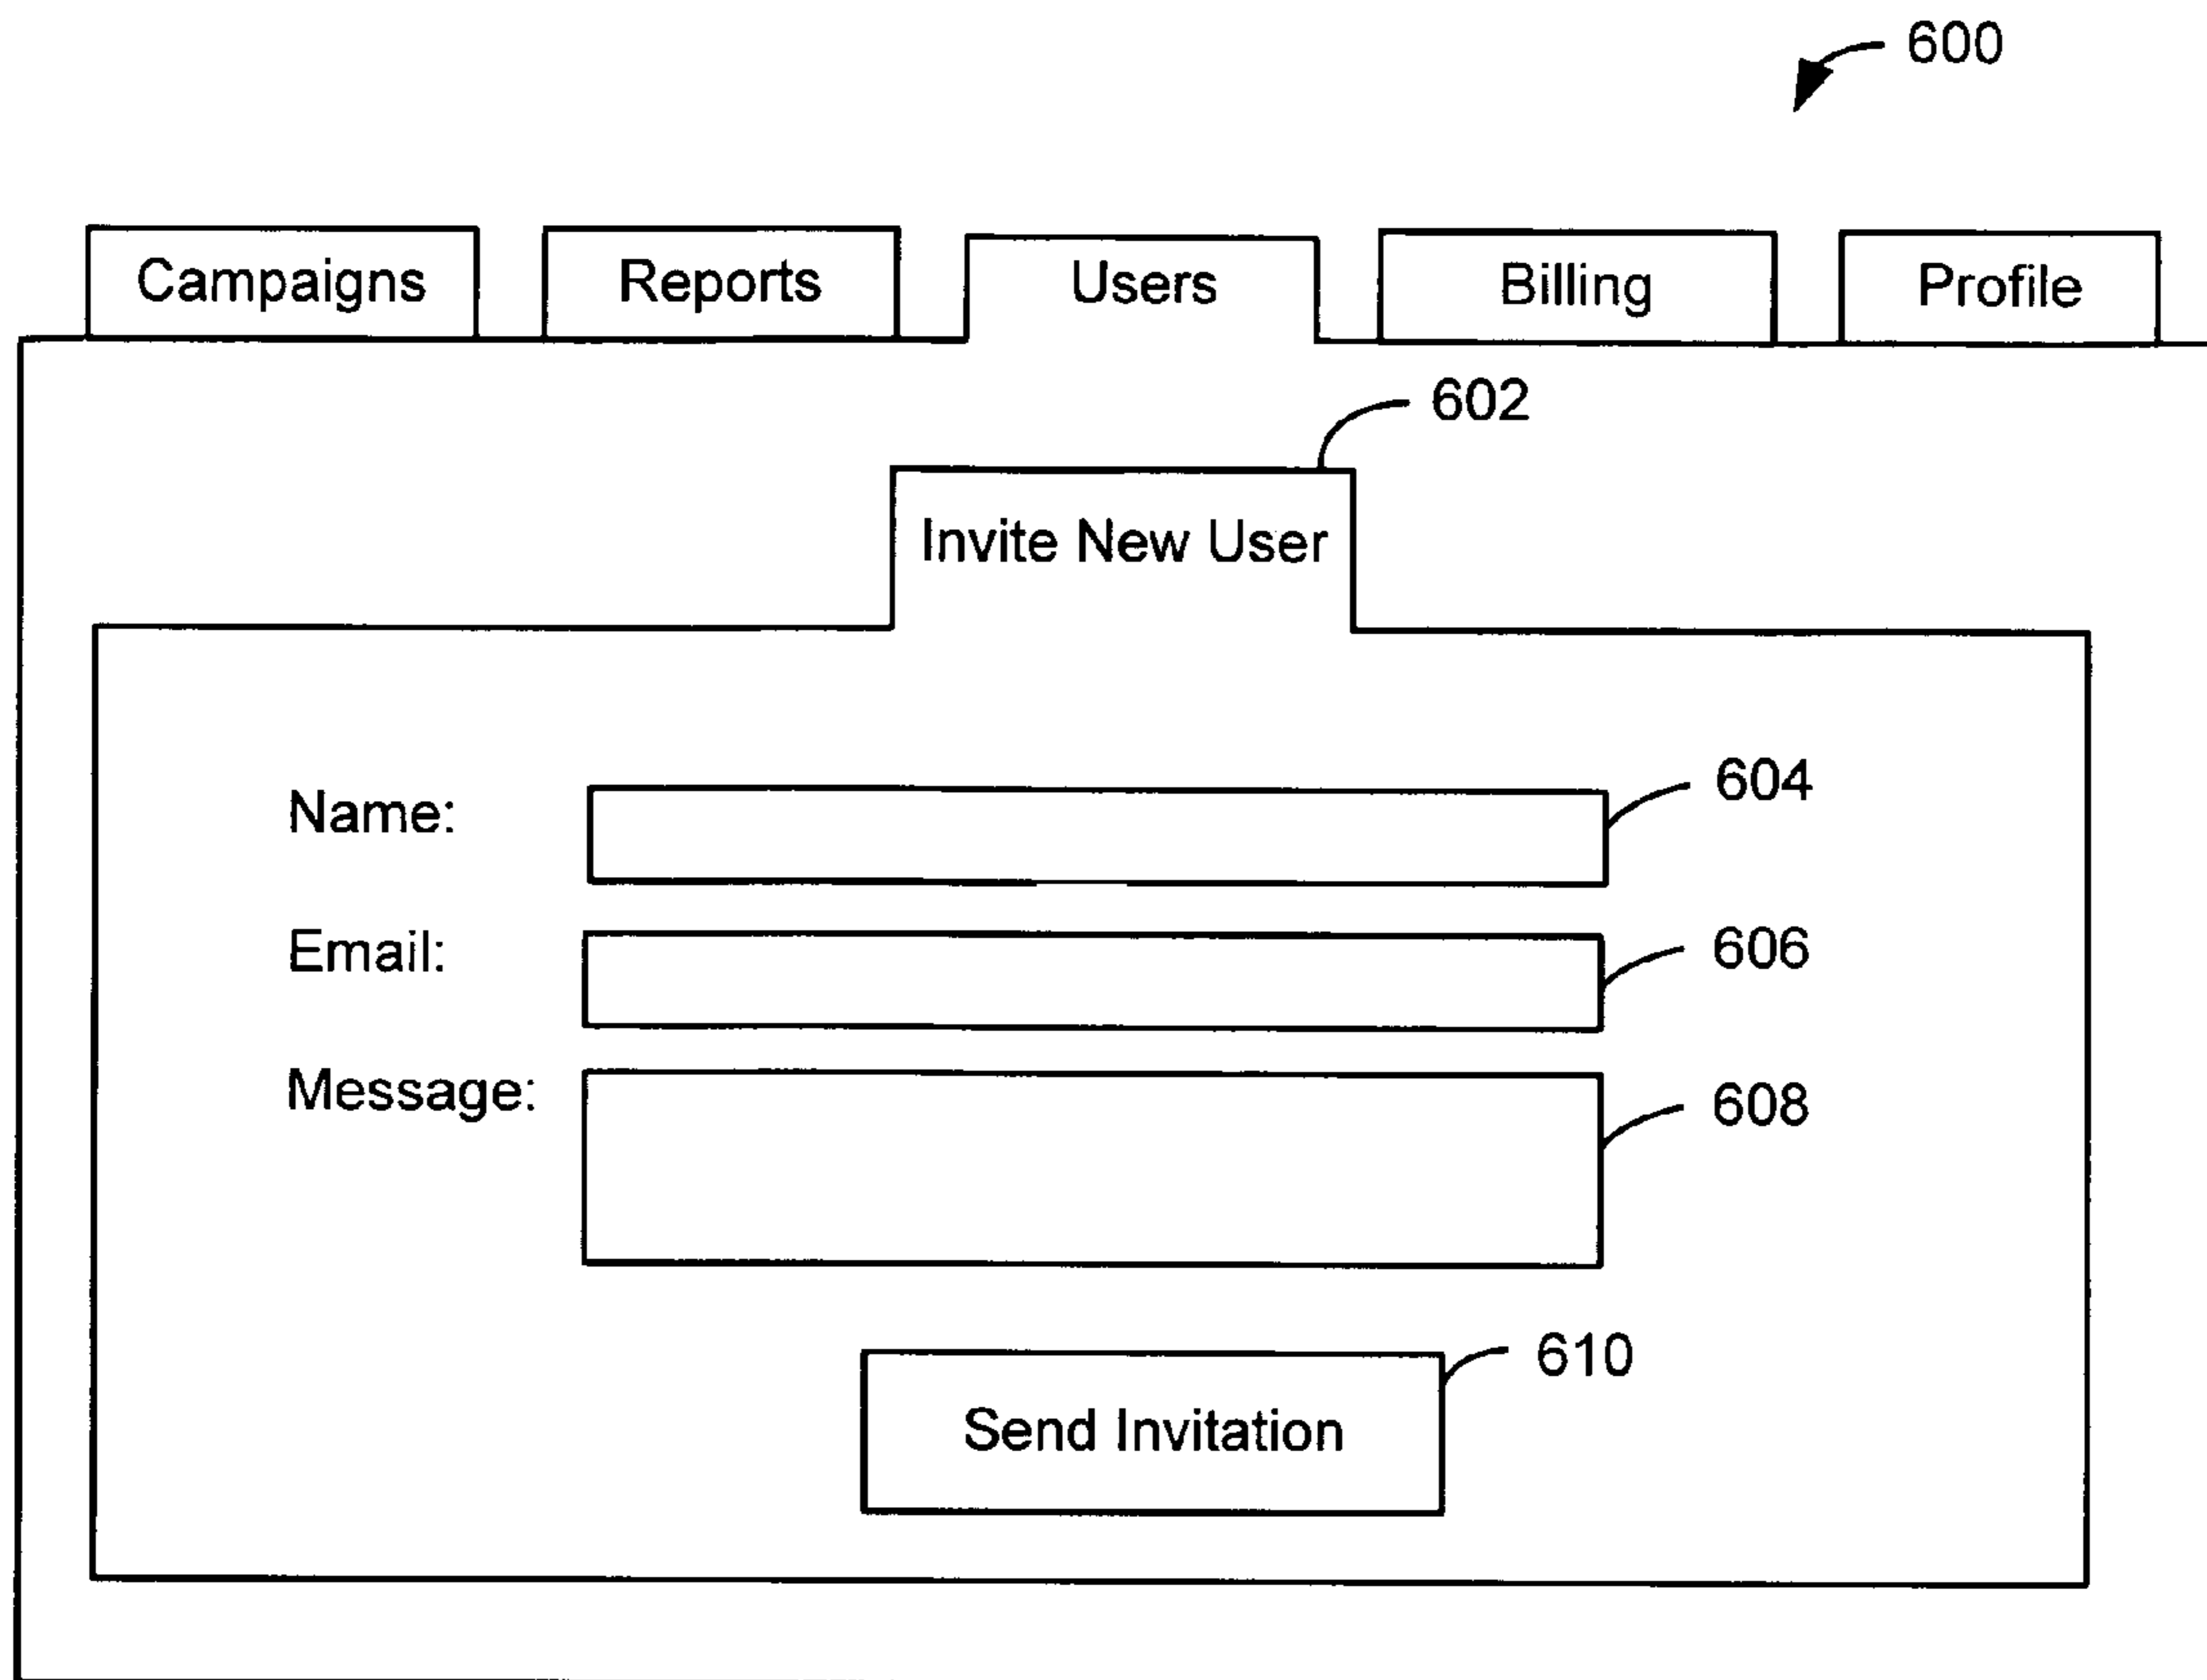 600
Campaigns Reports Users Billing Profile
602
Invite New User
Name: 604
Email: 606
Message: 608
610
Send Invitation